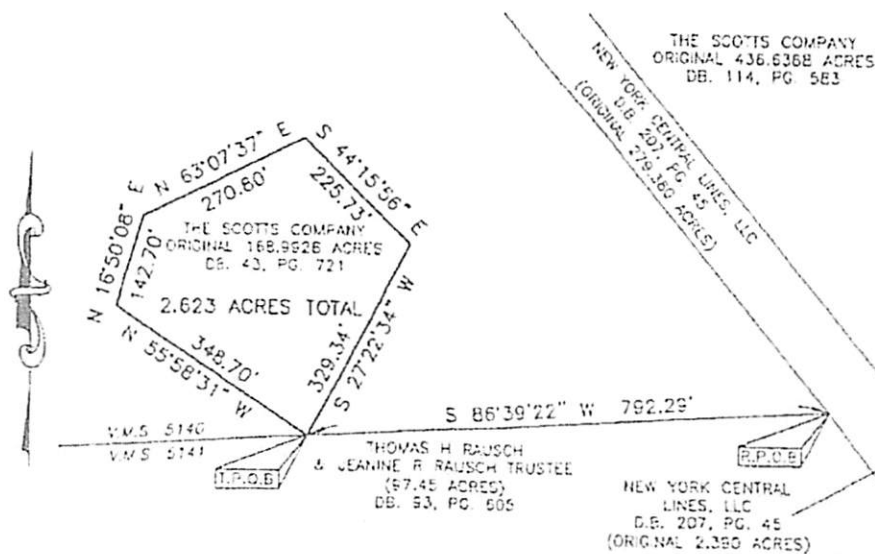 THE SCOTTS COMPANY
ORIGINAL 436.6368 ACRES
DB. 114, PG. 583
NEW YORK CENTRAL LINES, LLC
D.B. 207, PG. 45
(ORIGINAL 279.360 ACRES)
N 63°07'37" E
270.60'
S 44°15'56" E
225.73'
N 16°50'08" E
142.70'
THE SCOTTS COMPANY
ORIGINAL 168.9926 ACRES
DB. 43, PG. 721
2.623 ACRES TOTAL
N 55°58'31" W
348.70'
329.34'
S 27°22'34" W
S 86°39'22" W 792.29'
V.M.S. 5140
V.M.S. 5141
T.P.O.B
THOMAS H RAUSCH
& JEANINE R RAUSCH TRUSTEE
(97.45 ACRES)
DB. 93, PG. 505
R.P.O.B
NEW YORK CENTRAL
LINES, LLC
D.B. 207, PG. 45
(ORIGINAL 2.390 ACRES)